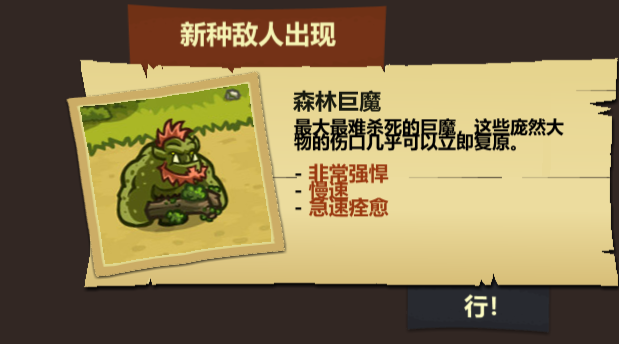 新种敌人出现
森林巨魔
最大最难杀死的巨魔，这些庞然大
物的伤口几乎可以立即复原。
- 非常强悍
- 慢速
- 急速痊愈
行！